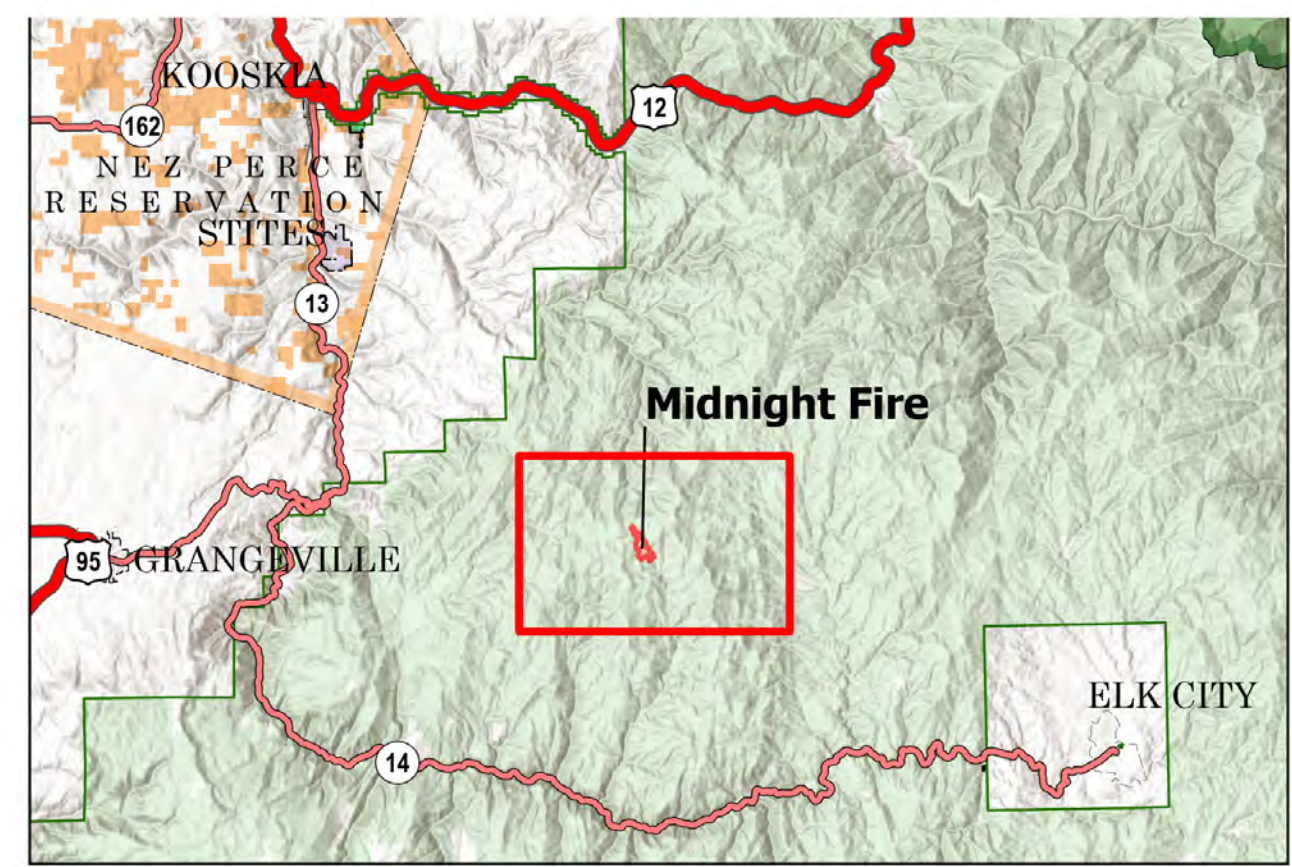 KOOSKIA
12
162
NEZ PERCE
RESERVATION
STITES
13
Midnight Fire
95
GRANGEVILLE
ELK CITY
14